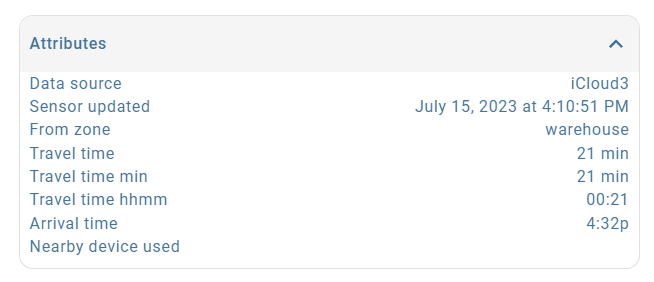 Attributes
Data source iCloud3
Sensor updated July 15, 2023 at 4:10:51 PM
From zone warehouse
Travel time 21 min
Travel time min 21 min
Travel time hhmm 00:21
Arrival time 4:32p
Nearby device used